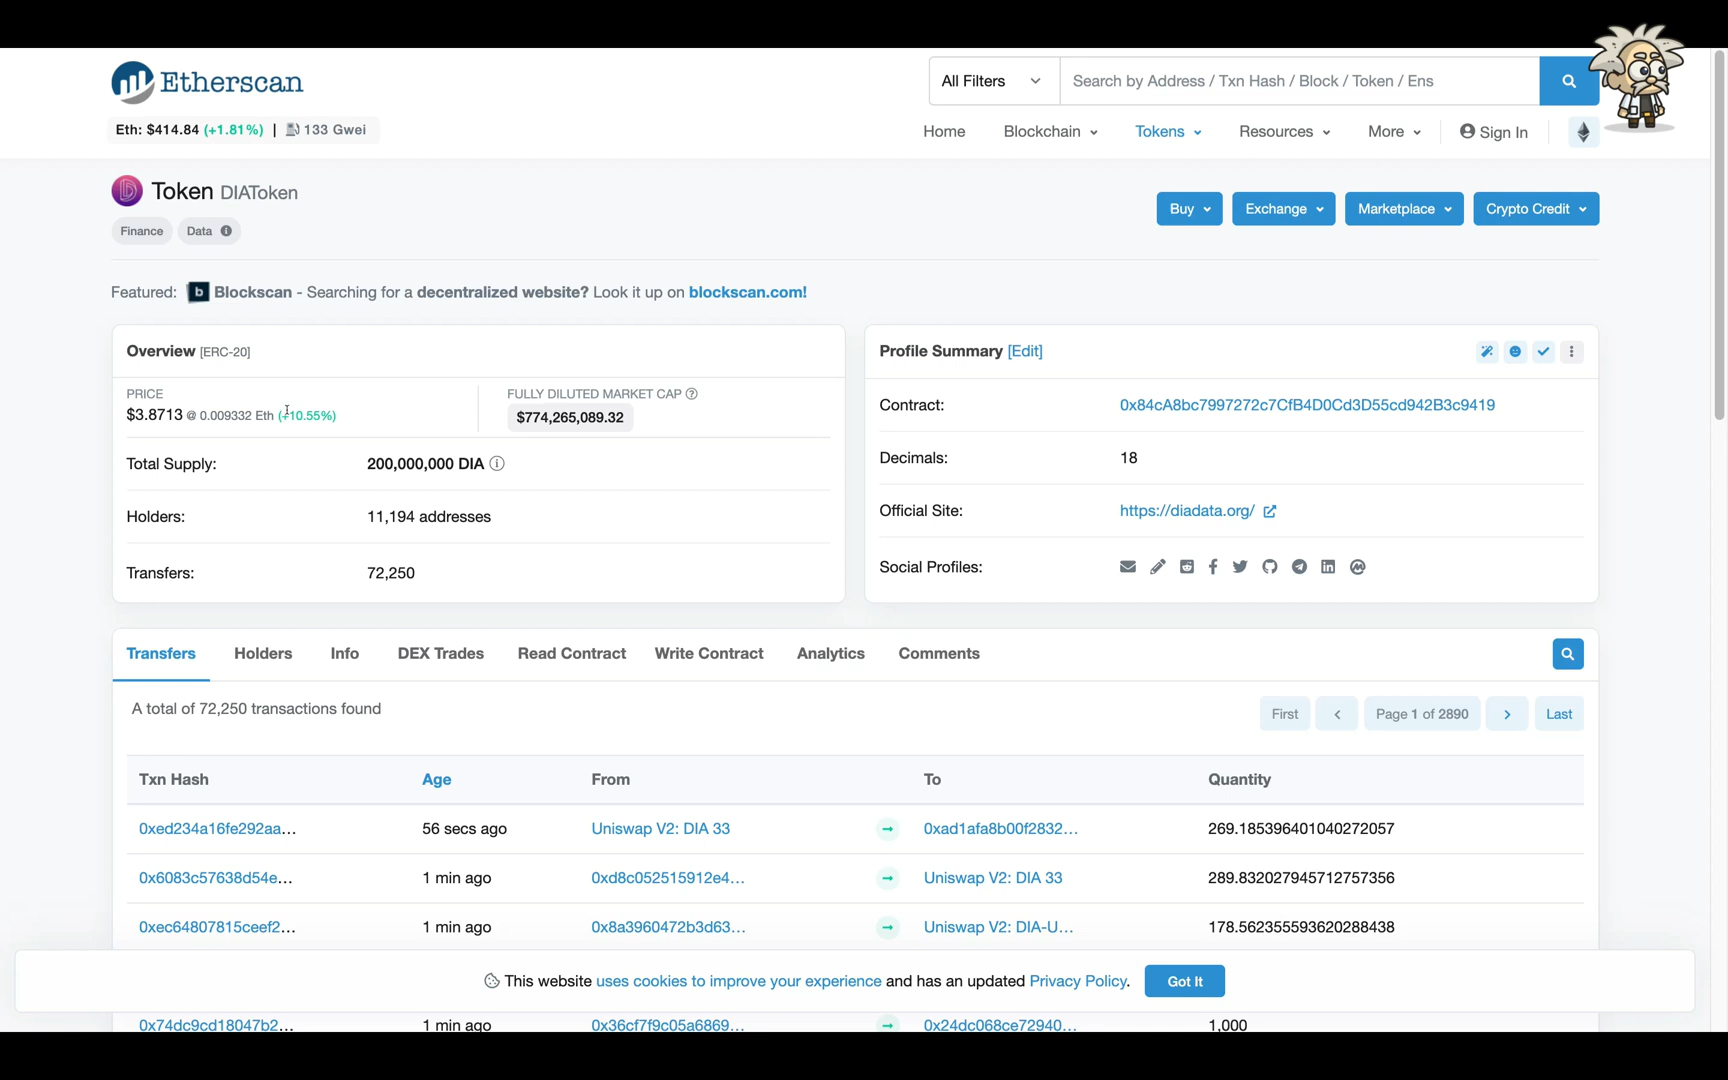 Etherscan
All Filters
Search by Address / Txn Hash / Block / Token / Ens
Eth: $414.84 (+1.81%) | 133 Gwei
Home Blockchain Tokens Resources More Sign In
Token DIAToken
Finance Data
Buy Exchange Marketplace Crypto Credit
Featured: b Blockscan - Searching for a decentralized website? Look it up on blockscan.com!
Overview [ERC-20]
PRICE
$3.8713 @ 0.009332 Eth (+10.55%)
FULLY DILUTED MARKET CAP
$774,265,089.32
Total Supply: 200,000,000 DIA
Holders: 11,194 addresses
Transfers: 72,250
Profile Summary [Edit]
Contract: 0x84cA8bc7997272c7CfB4D0Cd3D55cd942B3c9419
Decimals: 18
Official Site: https://diadata.org/
Social Profiles:
Transfers Holders Info DEX Trades Read Contract Write Contract Analytics Comments
A total of 72,250 transactions found
First Page 1 of 2890 Last
Txn Hash Age From To Quantity
0xed234a16fe292aa... 56 secs ago Uniswap V2: DIA 33 0xad1afa8b00f2832... 269.185396401040272057
0x6083c57638d54e... 1 min ago 0xd8c052515912e4... Uniswap V2: DIA 33 289.832027945712757356
0xec64807815ceef2... 1 min ago 0x8a3960472b3d63... Uniswap V2: DIA-U... 178.562355593620288438
This website uses cookies to improve your experience and has an updated Privacy Policy. Got It
0x74dc9cd18047b2... 1 min ago 0x36cf7f9c05a6869... 0x24dc068ce72940... 1,000